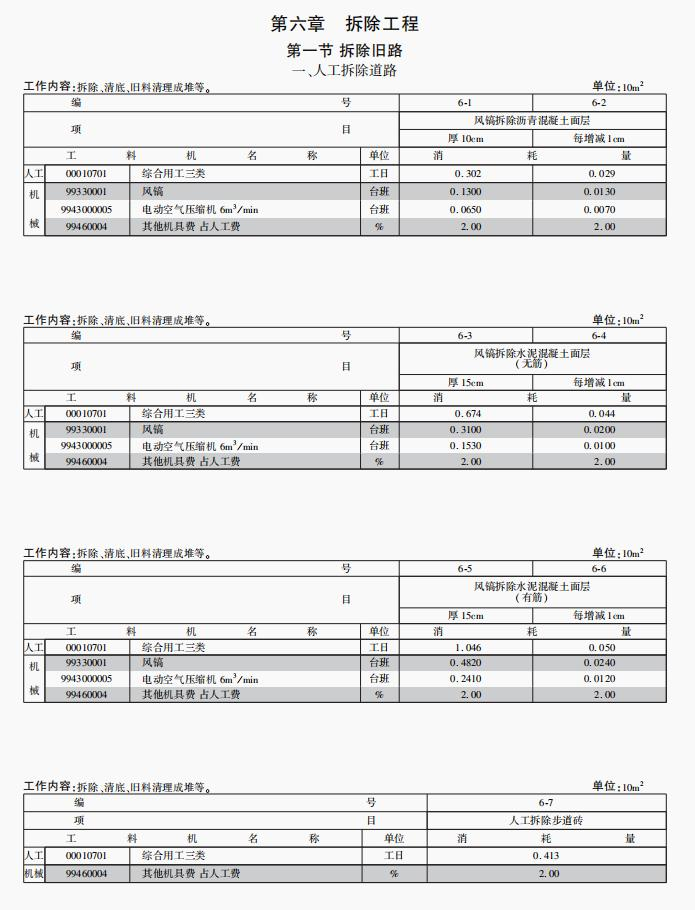 第六章 拆除工程
第一节 拆除旧路
一、人工拆除道路
工作内容:拆除、清底、旧料清理成堆等。 单位:10m²
编 号 6-1 6-2
项 目 风镐拆除沥青混凝土面层
厚 10cm 每增减 1cm
工 料 机 名 称 单位 消 耗 量
人工 00010701 综合用工三类 工日 0.302 0.029
机械 99330001 风镐 台班 0.1300 0.0130
9943000005 电动空气压缩机 6m³/min 台班 0.0650 0.0070
99460004 其他机具费 占人工费 % 2.00 2.00
工作内容:拆除、清底、旧料清理成堆等。 单位:10m²
编 号 6-3 6-4
项 目 风镐拆除水泥混凝土面层
(无筋)
厚 15cm 每增减 1cm
工 料 机 名 称 单位 消 耗 量
人工 00010701 综合用工三类 工日 0.674 0.044
机械 99330001 风镐 台班 0.3100 0.0200
9943000005 电动空气压缩机 6m³/min 台班 0.1530 0.0100
99460004 其他机具费 占人工费 % 2.00 2.00
工作内容:拆除、清底、旧料清理成堆等。 单位:10m²
编 号 6-5 6-6
项 目 风镐拆除水泥混凝土面层
(有筋)
厚 15cm 每增减 1cm
工 料 机 名 称 单位 消 耗 量
人工 00010701 综合用工三类 工日 1.046 0.050
机械 99330001 风镐 台班 0.4820 0.0240
9943000005 电动空气压缩机 6m³/min 台班 0.2410 0.0120
99460004 其他机具费 占人工费 % 2.00 2.00
工作内容:拆除、清底、旧料清理成堆等。 单位:10m²
编 号 6-7
项 目 人工拆除步道砖
工 料 机 名 称 单位 消 耗 量
人工 00010701 综合用工三类 工日 0.413
机械 99460004 其他机具费 占人工费 % 2.00